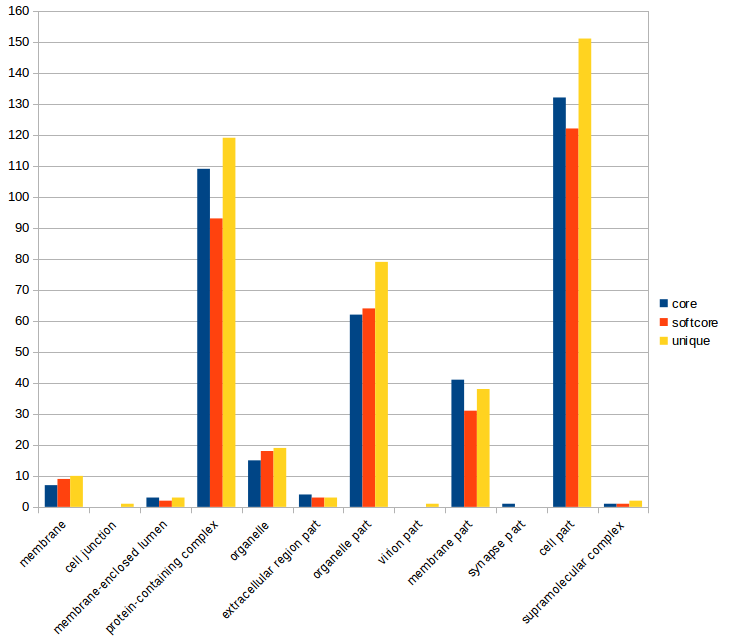 160
150
140
130
120
110
100
90
80
70
60
50
40
30
20
10
0
membrane
cell junction
membrane-enclosed lumen
protein-containing complex
organelle
extracellular region part
organelle part
virion part
membrane part
synapse part
cell part
supramolecular complex
core
softcore
unique